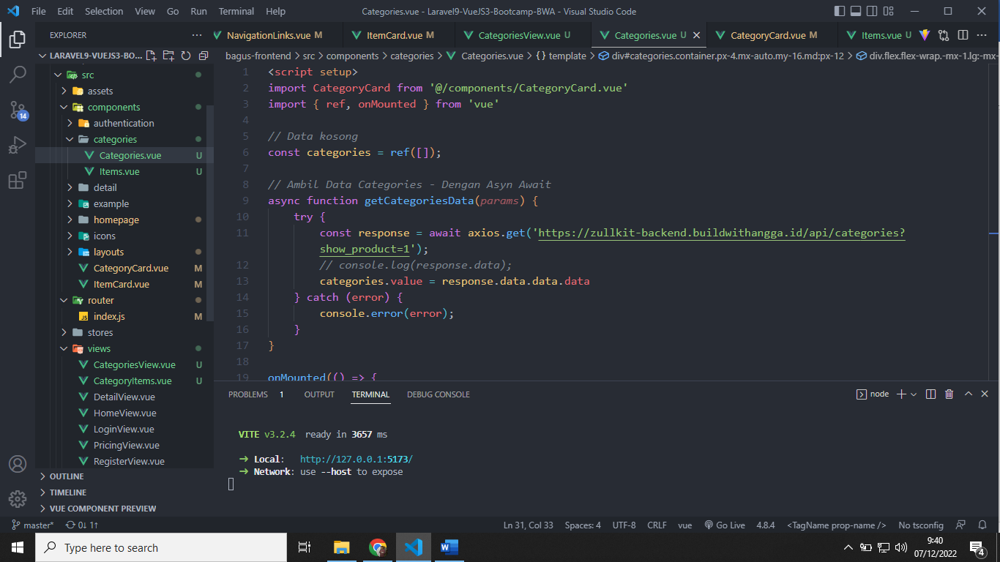 File Edit Selection View Go Run Terminal Help
Categories.vue - Laravel9-VueJS3-Bootcamp-BWA - Visual Studio Code
EXPLORER
NavigationLinks.vue M
ItemCard.vue M
CategoriesView.vue U
Categories.vue U
CategoryCard.vue M
Items.vue U
LARAVEL9-VUEJS3-BO...
bagus-frontend > src > components > categories > Categories.vue > {} template > div#categories.container.px-4.mx-auto.my-16.md:px-12 > div.flex.flex-wrap.-mx-1.lg:-mx-
src
assets
components
authentication
categories
Categories.vue U
Items.vue U
detail
example
homepage
icons
layouts
CategoryCard.vue M
ItemCard.vue M
router
index.js M
stores
views
CategoriesView.vue U
CategoryItems.vue U
DetailView.vue
HomeView.vue
LoginView.vue
PricingView.vue
RegisterView.vue
OUTLINE
TIMELINE
VUE COMPONENT PREVIEW
14
1 <script setup>
2 import CategoryCard from '@/components/CategoryCard.vue'
3 import { ref, onMounted } from 'vue'
4
5 // Data kosong
6 const categories = ref([]);
7
8 // Ambil Data Categories - Dengan Asyn Await
9 async function getCategoriesData(params) {
10 try {
11 const response = await axios.get('https://zullkit-backend.buildwithangga.id/api/categories?
show_product=1');
12 // console.log(response.data);
13 categories.value = response.data.data.data
14 } catch (error) {
15 console.error(error);
16 }
17 }
18
19 onMounted(() => {
PROBLEMS 1 OUTPUT TERMINAL DEBUG CONSOLE
node
VITE v3.2.4 ready in 3657 ms
➜ Local: http://127.0.0.1:5173/
➜ Network: use --host to expose
master* 0↓ 1↑
Ln 31, Col 33 Spaces: 4 UTF-8 CRLF vue Go Live 4.8.4 <TagName prop-name /> No tsconfig
Type here to search
9:40
07/12/2022
4